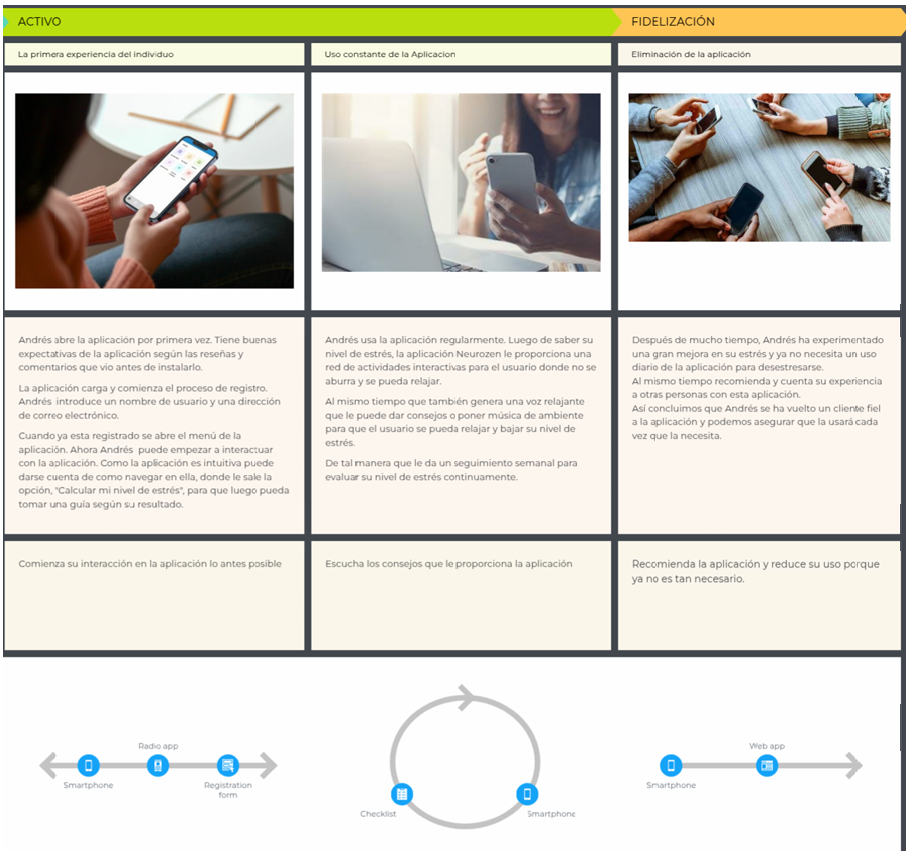 ACTIVO
FIDELIZACIÓN
La primera experiencia del individuo
Uso constante de la Aplicacion
Eliminación de la aplicación
Andrés abre la aplicación por primera vez. Tiene buenas
expectativas de la aplicación según las reseñas y
comentarios que vio antes de instalarlo.
La aplicación carga y comienza el proceso de registro.
Andrés introduce un nombre de usuario y una dirección
de correo electrónico.
Cuando ya esta registrado se abre el menú de la
aplicación. Ahora Andrés puede empezar a interactuar
con la aplicación. Como la aplicación es intuitiva puede
darse cuenta de como navegar en ella, donde le sale la
opción, "Calcular mi nivel de estrés", para que luego pueda
tomar una guía según su resultado.
Andrés usa la aplicación regularmente. Luego de saber su
nivel de estrés, la aplicación Neurozen le proporciona una
red de actividades interactivas para el usuario donde no se
aburra y se pueda relajar.
Al mismo tiempo que también genera una voz relajante
que le puede dar consejos o poner música de ambiente
para que el usuario se pueda relajar y bajar su nivel de
estrés.
De tal manera que le da un seguimiento semanal para
evaluar su nivel de estrés continuamente.
Después de mucho tiempo, Andrés ha experimentado
una gran mejora en su estrés y ya no necesita un uso
diario de la aplicación para desestresarse.
Al mismo tiempo recomienda y cuenta su experiencia
a otras personas con esta aplicación.
Así concluimos que Andrés se ha vuelto un cliente fiel
a la aplicación y podemos asegurar que la usará cada
vez que la necesita.
Comienza su interacción en la aplicación lo antes posible
Escucha los consejos que le proporciona la aplicación
Recomienda la aplicación y reduce su uso porque
ya no es tan necesario.
Radio app
Smartphone
Registration
form
Checklist
Smartphone
Web app
Smartphone